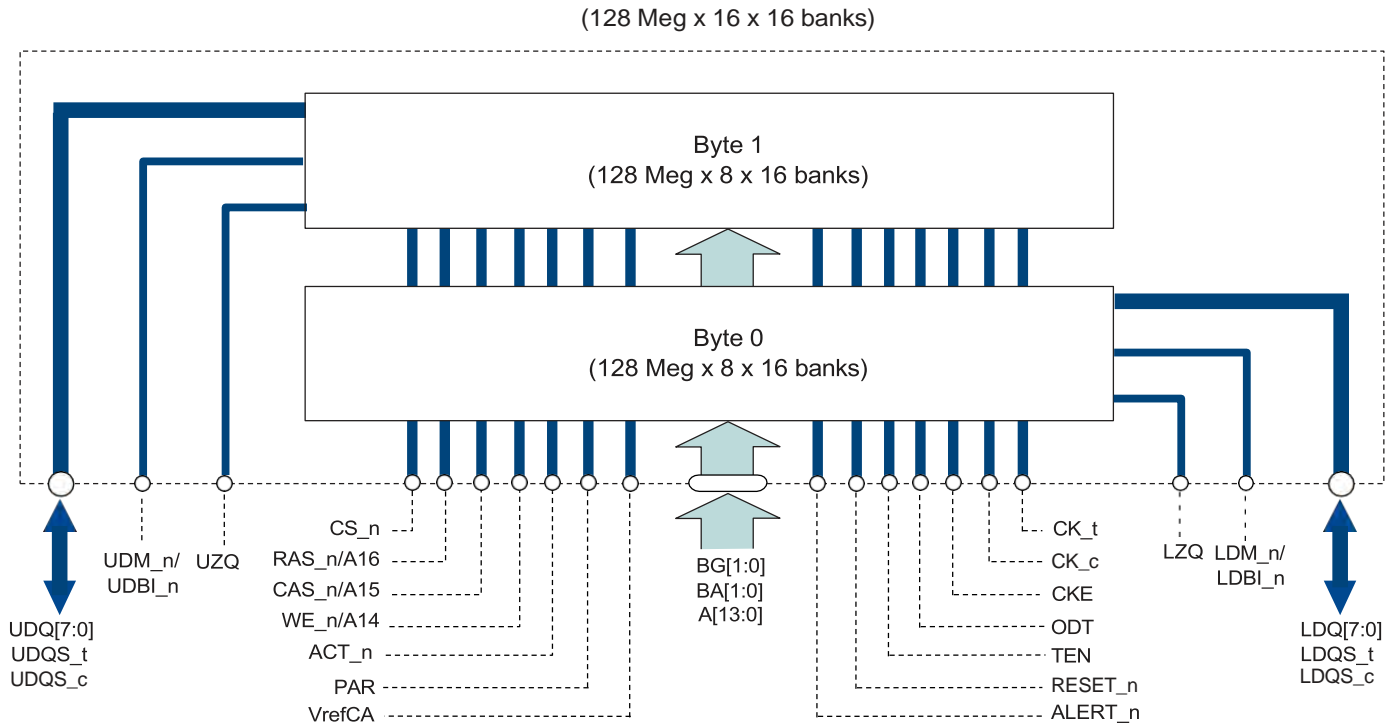 (128 Meg x 16 x 16 banks)
Byte 1
(128 Meg x 8 x 16 banks)
Byte 0
(128 Meg x 8 x 16 banks)
CS_n
RAS_n/A16
CAS_n/A15
WE_n/A14
ACT_n
PAR
VrefCA
UDM_n/
UDBI_n
UZQ
UDQ[7:0]
UDQS_t
UDQS_c
BG[1:0]
BA[1:0]
A[13:0]
CK_t
CK_c
CKE
ODT
TEN
RESET_n
ALERT_n
LZQ
LDM_n/
LDBI_n
LDQ[7:0]
LDQS_t
LDQS_c